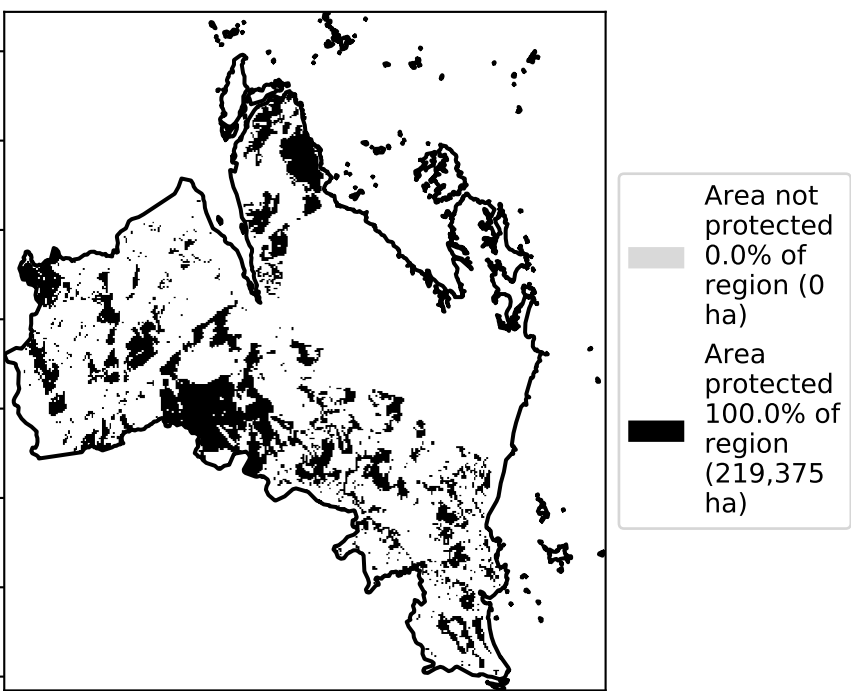 Area not
protected
0.0% of
region (0
ha)
Area
protected
100.0% of
region
(219,375
ha)